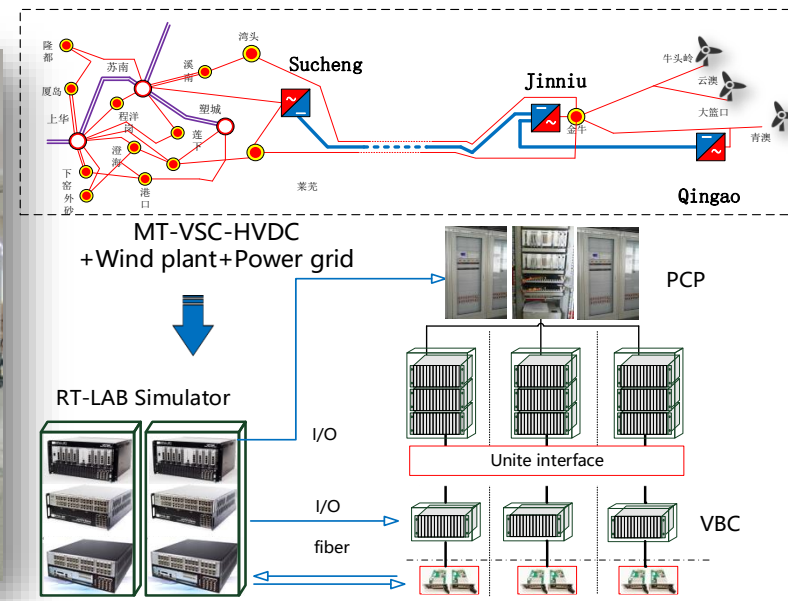 隆
都
苏南
溪
南
湾头
Sucheng
Jinniu
牛头岭
云澳
大篮口
青澳
厦岛
上华
程洋
冈
塑城
莲
下
澄
海
金牛
下
窑
外
砂
港
口
莱芜
Qingao
MT-VSC-HVDC
+Wind plant+Power grid
PCP
RT-LAB Simulator
I/O
Unite interface
I/O
VBC
fiber